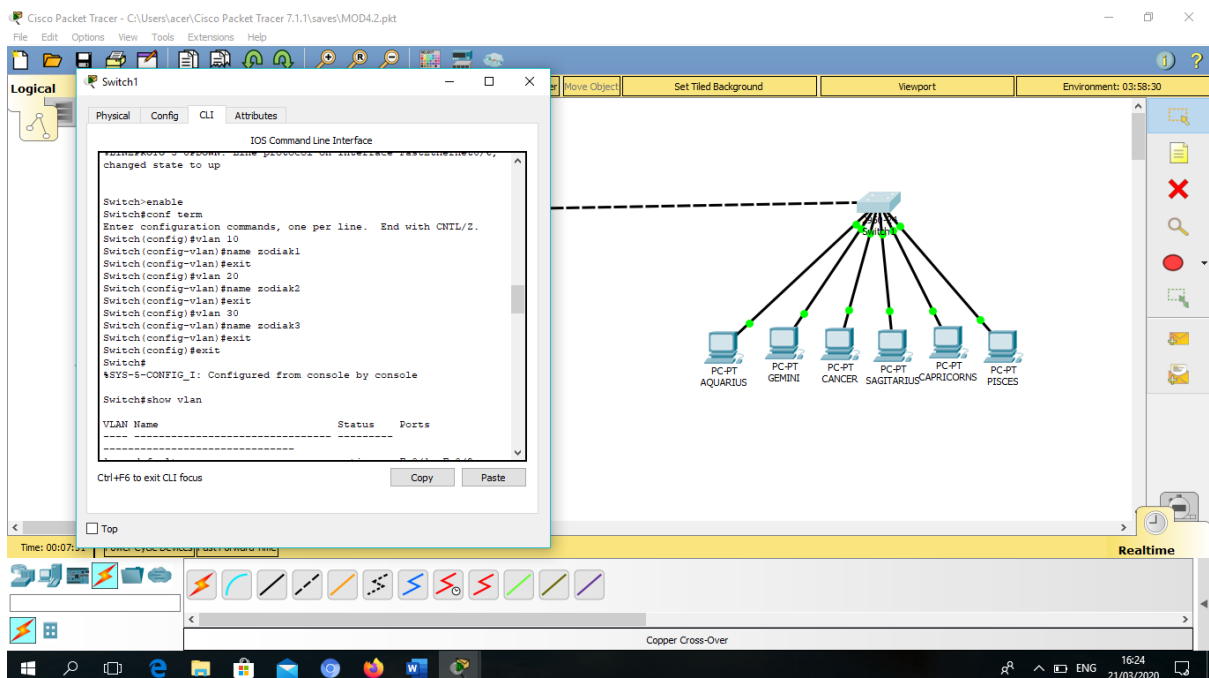 Cisco Packet Tracer - C:\Users\acer\Cisco Packet Tracer 7.1.1\saves\MOD4.2.pkt
File Edit Options View Tools Extensions Help
Logical
Move Object
Set Tiled Background
Viewport
Environment: 03:58:30
Switch1
Physical Config CLI Attributes
IOS Command Line Interface
changed state to up
Switch>enable
Switch#conf term
Enter configuration commands, one per line. End with CNTL/Z.
Switch(config)#vlan 10
Switch(config-vlan)#name zodiak1
Switch(config-vlan)#exit
Switch(config)#vlan 20
Switch(config-vlan)#name zodiak2
Switch(config-vlan)#exit
Switch(config)#vlan 30
Switch(config-vlan)#name zodiak3
Switch(config-vlan)#exit
Switch(config)#exit
Switch#
%SYS-5-CONFIG_I: Configured from console by console
Switch#show vlan
VLAN Name Status Ports
---- -------------------------------- ---------
-------------------------------
Ctrl+F6 to exit CLI focus
Copy
Paste
Top
Switch1
PC-PT
AQUARIUS
PC-PT
GEMINI
PC-PT
CANCER
PC-PT
SAGITARIUS
PC-PT
CAPRICORNS
PC-PT
PISCES
Realtime
Copper Cross-Over
ENG
16:24
21/03/2020